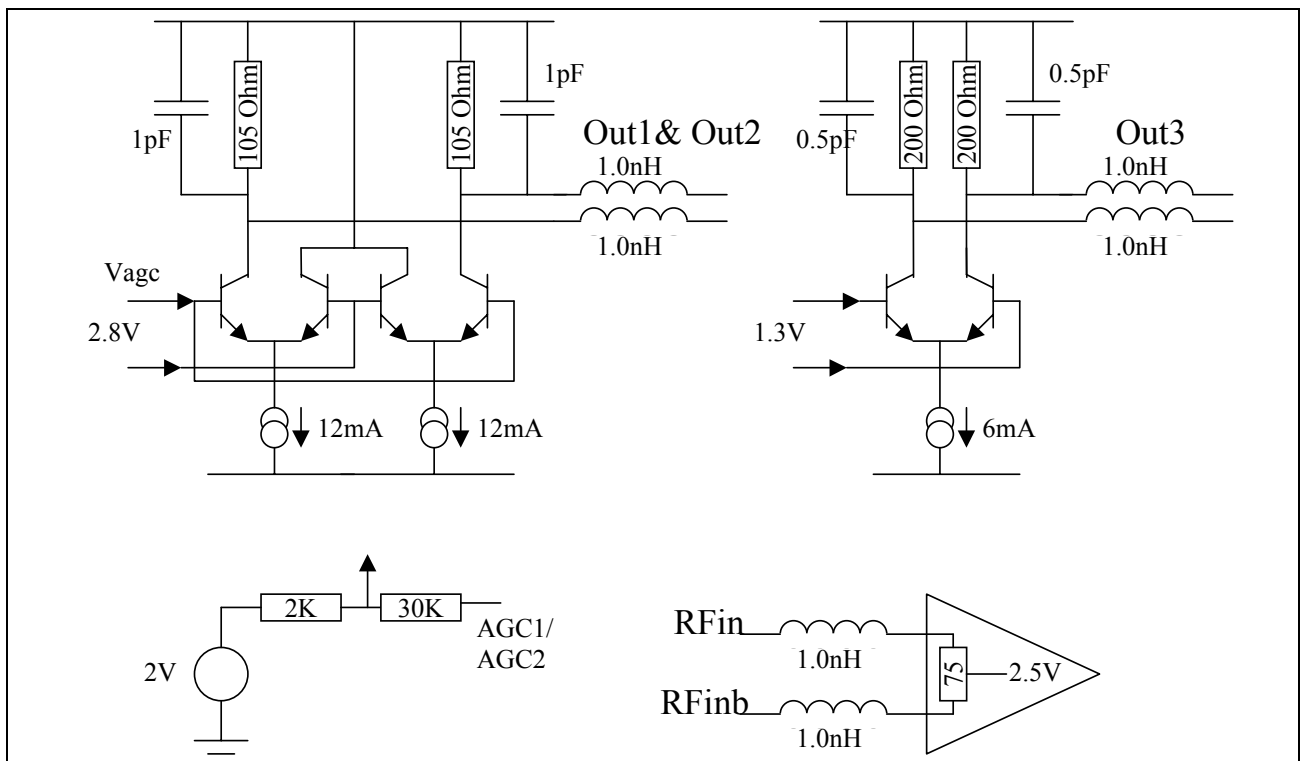 1pF
105 Ohm
105 Ohm
1pF
Out1& Out2
1.0nH
1.0nH
Vagc
2.8V
12mA
12mA
0.5pF
200 Ohm
200 Ohm
0.5pF
Out3
1.0nH
1.0nH
1.3V
6mA
2K
30K
AGC1/
AGC2
2V
RFin
1.0nH
75
2.5V
RFinb
1.0nH